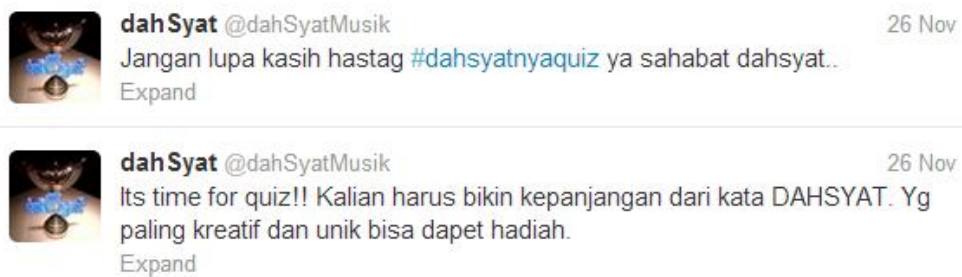 dahSyat @dahSyatMusik 26 Nov
Jangan lupa kasih hastag #dahsyatnyaquiz ya sahabat dahsyat..
Expand
dahSyat @dahSyatMusik 26 Nov
Its time for quiz!! Kalian harus bikin kepanjangan dari kata DAHSYAT. Yg
paling kreatif dan unik bisa dapet hadiah.
Expand